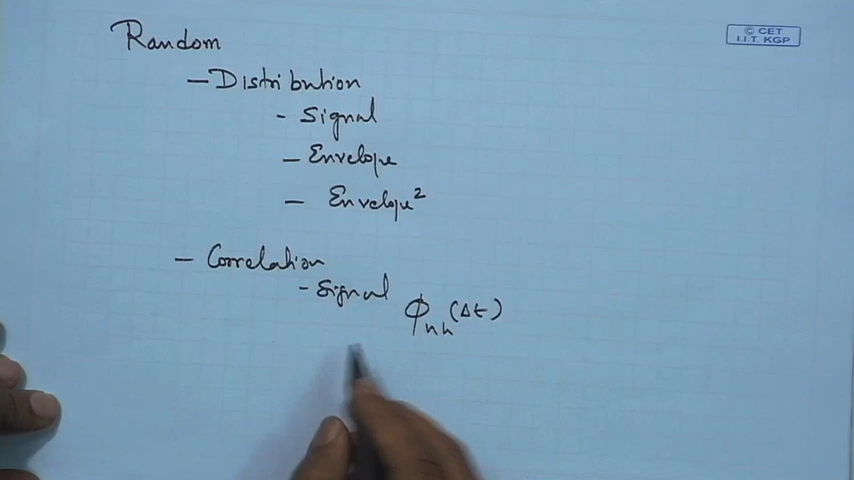 Random
© CET
I.I.T. KGP
— Distribution
- Signal
— Envelope
— Envelope²
— Correlation
- Signal ϕhh(Δt)